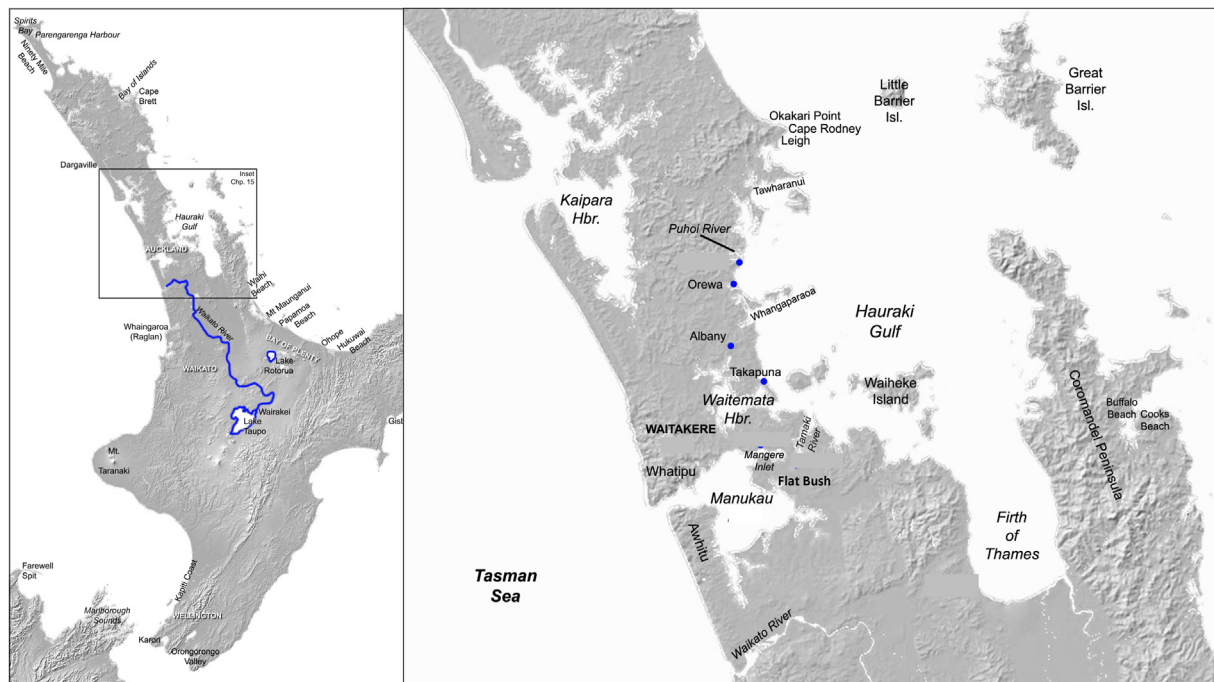 Spirits
Bay
Parengarenga Harbour
Ninety Mile
Beach
Bay of Islands
Cape
Brett
Dargaville
Inset
Chp. 15
Hauraki
Gulf
AUCKLAND
Waihi
Beach
Mt Maunganui
Papamoa
Beach
Ohope
Hukuwai
Beach
Whaingaroa
(Raglan)
Waikato River
BAY OF PLENTY
Lake
Rotorua
WAIKATO
Wairakei
Lake
Taupo
Gisb
Mt.
Taranaki
Farewell
Spit
Kapiti Coast
Marlborough
Sounds
WELLINGTON
Karori
Orongorongo
Valley
Little
Barrier
Isl.
Great
Barrier
Isl.
Okakari Point
Cape Rodney
Leigh
Tawharanui
Kaipara
Hbr.
Puhoi River
Orewa
Whangaparaoa
Hauraki
Gulf
Albany
Takapuna
Waiheke
Island
Waitemata
Hbr.
Coromandel Peninsula
Buffalo
Beach
Cooks
Beach
WAITAKERE
Tamaki
River
Mangere
Inlet
Whatipu
Flat Bush
Manukau
Awhitu
Firth
of
Thames
Tasman
Sea
Waikato River